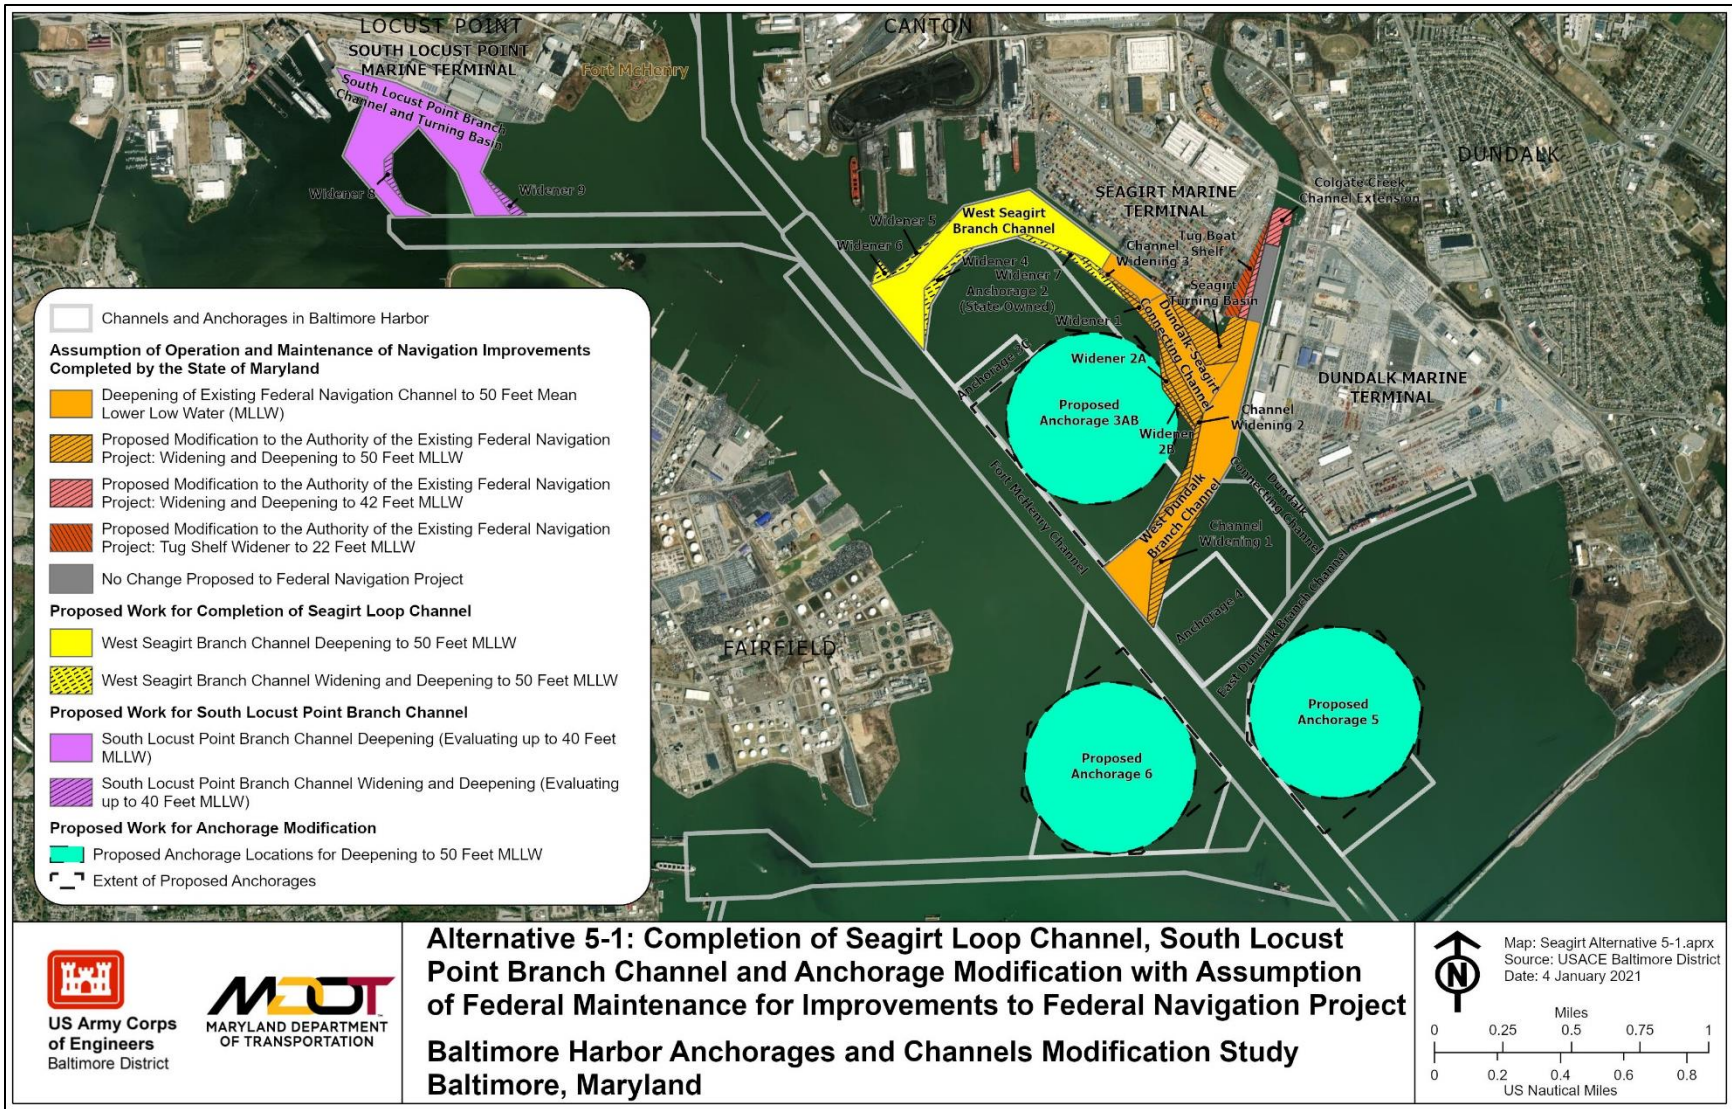 LOCUST POINT
SOUTH LOCUST POINT
MARINE TERMINAL
Fort McHenry
CANTON
DUNDALK
South Locust Point Branch
Channel and Turning Basin
Widener 8
Widener 9
SEAGIRT MARINE
TERMINAL
Colgate Creek
Channel Extension
Tug Boat
Shelf
West Seagirt
Branch Channel
Widener 5
Widener 6
Widener 4
Widener 7
Anchorage 2
(State Owned)
Channel
Widening 3
Seagirt
Turning Basin
Widener 1
Dundalk-Seagirt
Connecting Channel
Widener 2A
Anchorage 3C
Proposed
Anchorage 3AB
Widener
2B
Channel
Widening 2
DUNDALK MARINE
TERMINAL
Fort McHenry Channel
West Dundalk
Branch Channel
Channel
Widening 1
Dundalk
Connecting Channel
Anchorage 4
East Dundalk Branch Channel
FAIRFIELD
Proposed
Anchorage 5
Proposed
Anchorage 6
Channels and Anchorages in Baltimore Harbor
Assumption of Operation and Maintenance of Navigation Improvements
Completed by the State of Maryland
Deepening of Existing Federal Navigation Channel to 50 Feet Mean
Lower Low Water (MLLW)
Proposed Modification to the Authority of the Existing Federal Navigation
Project: Widening and Deepening to 50 Feet MLLW
Proposed Modification to the Authority of the Existing Federal Navigation
Project: Widening and Deepening to 42 Feet MLLW
Proposed Modification to the Authority of the Existing Federal Navigation
Project: Tug Shelf Widener to 22 Feet MLLW
No Change Proposed to Federal Navigation Project
Proposed Work for Completion of Seagirt Loop Channel
West Seagirt Branch Channel Deepening to 50 Feet MLLW
West Seagirt Branch Channel Widening and Deepening to 50 Feet MLLW
Proposed Work for South Locust Point Branch Channel
South Locust Point Branch Channel Deepening (Evaluating up to 40 Feet
MLLW)
South Locust Point Branch Channel Widening and Deepening (Evaluating
up to 40 Feet MLLW)
Proposed Work for Anchorage Modification
Proposed Anchorage Locations for Deepening to 50 Feet MLLW
Extent of Proposed Anchorages
US Army Corps
of Engineers
Baltimore District
MDOT
MARYLAND DEPARTMENT
OF TRANSPORTATION
Alternative 5-1: Completion of Seagirt Loop Channel, South Locust
Point Branch Channel and Anchorage Modification with Assumption
of Federal Maintenance for Improvements to Federal Navigation Project
Baltimore Harbor Anchorages and Channels Modification Study
Baltimore, Maryland
N
Map: Seagirt Alternative 5-1.aprx
Source: USACE Baltimore District
Date: 4 January 2021
Miles
0 0.25 0.5 0.75 1
0 0.2 0.4 0.6 0.8
US Nautical Miles